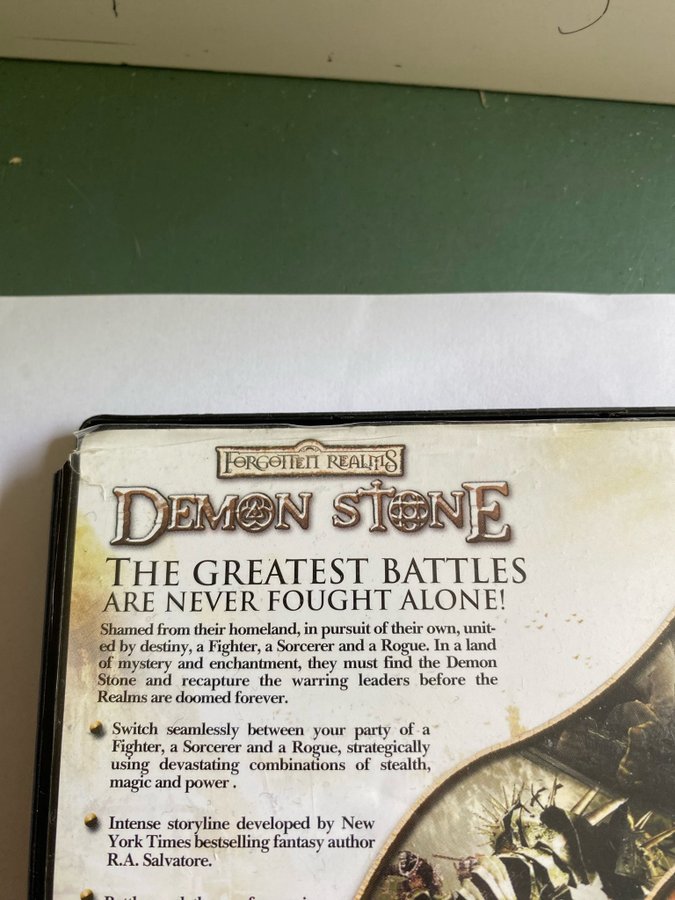 FORGOTTEN REALMS
DEMON STONE
THE GREATEST BATTLES
ARE NEVER FOUGHT ALONE!
Shamed from their homeland, in pursuit of their own, unit-
ed by destiny, a Fighter, a Sorcerer and a Rogue. In a land
of mystery and enchantment, they must find the Demon
Stone and recapture the warring leaders before the
Realms are doomed forever.
Switch seamlessly between your party of a
Fighter, a Sorcerer and a Rogue, strategically
using devastating combinations of stealth,
magic and power .
Intense storyline developed by New
York Times bestselling fantasy author
R.A. Salvatore.